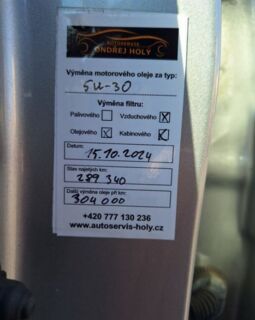 AUTOSERVIS
ONDŘEJ HOLY
Výměna motorového oleje za typ:
5W-30
Výměna filtru:
Palivového Vzduchového X
Olejového X Kabinového X
Datum:
15.10.2024
Stav najetých km:
289 340
Další výměna oleje při km:
304 000
+420 777 130 236
www.autoservis-holy.cz